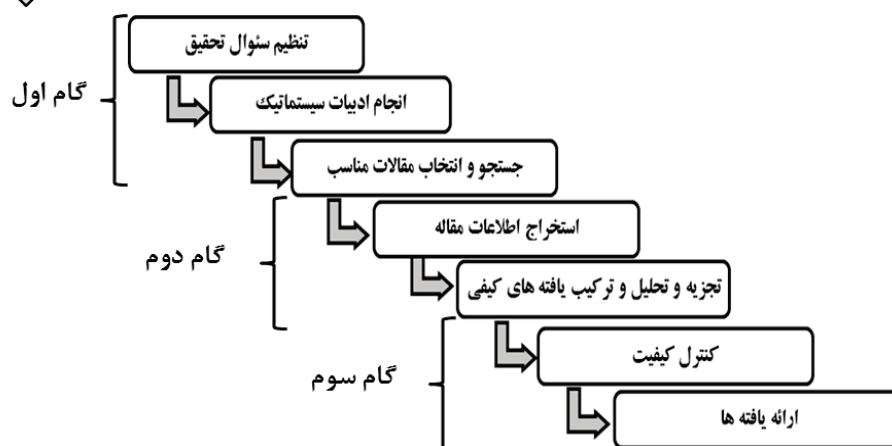 تنظیم سئوال تحقیق
گام اول
انجام ادبیات سیستماتیک
جستجو و انتخاب مقالات مناسب
استخراج اطلاعات مقاله
گام دوم
تجزیه و تحلیل و ترکیب یافته های کیفی
کنترل کیفیت
گام سوم
ارائه یافته ها